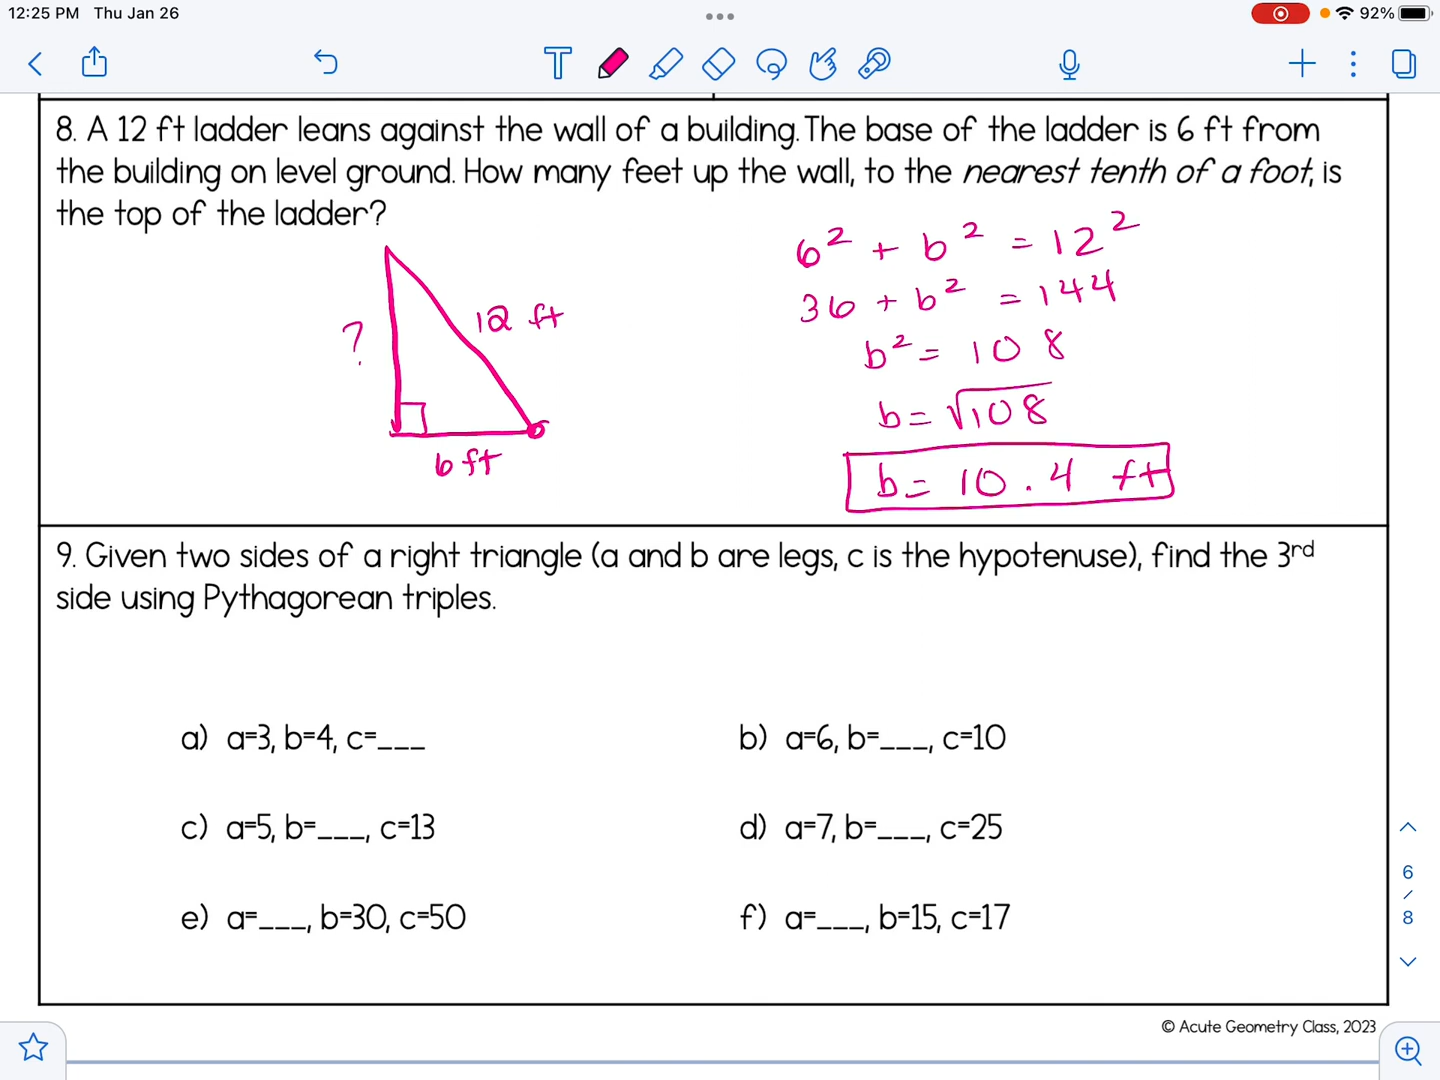 12:25 PM Thu Jan 26
92%
8. A 12 ft ladder leans against the wall of a building. The base of the ladder is 6 ft from
the building on level ground. How many feet up the wall, to the nearest tenth of a foot, is
the top of the ladder?
?
12 ft
6 ft
6² + b² = 12²
36 + b² = 144
b² = 108
b = √108
b = 10.4 ft
9. Given two sides of a right triangle (a and b are legs, c is the hypotenuse), find the 3rd
side using Pythagorean triples.
a) a=3, b=4, c=___
b) a=6, b=___, c=10
c) a=5, b=___, c=13
d) a=7, b=___, c=25
e) a=___, b=30, c=50
f) a=___, b=15, c=17
6
/
8
© Acute Geometry Class, 2023